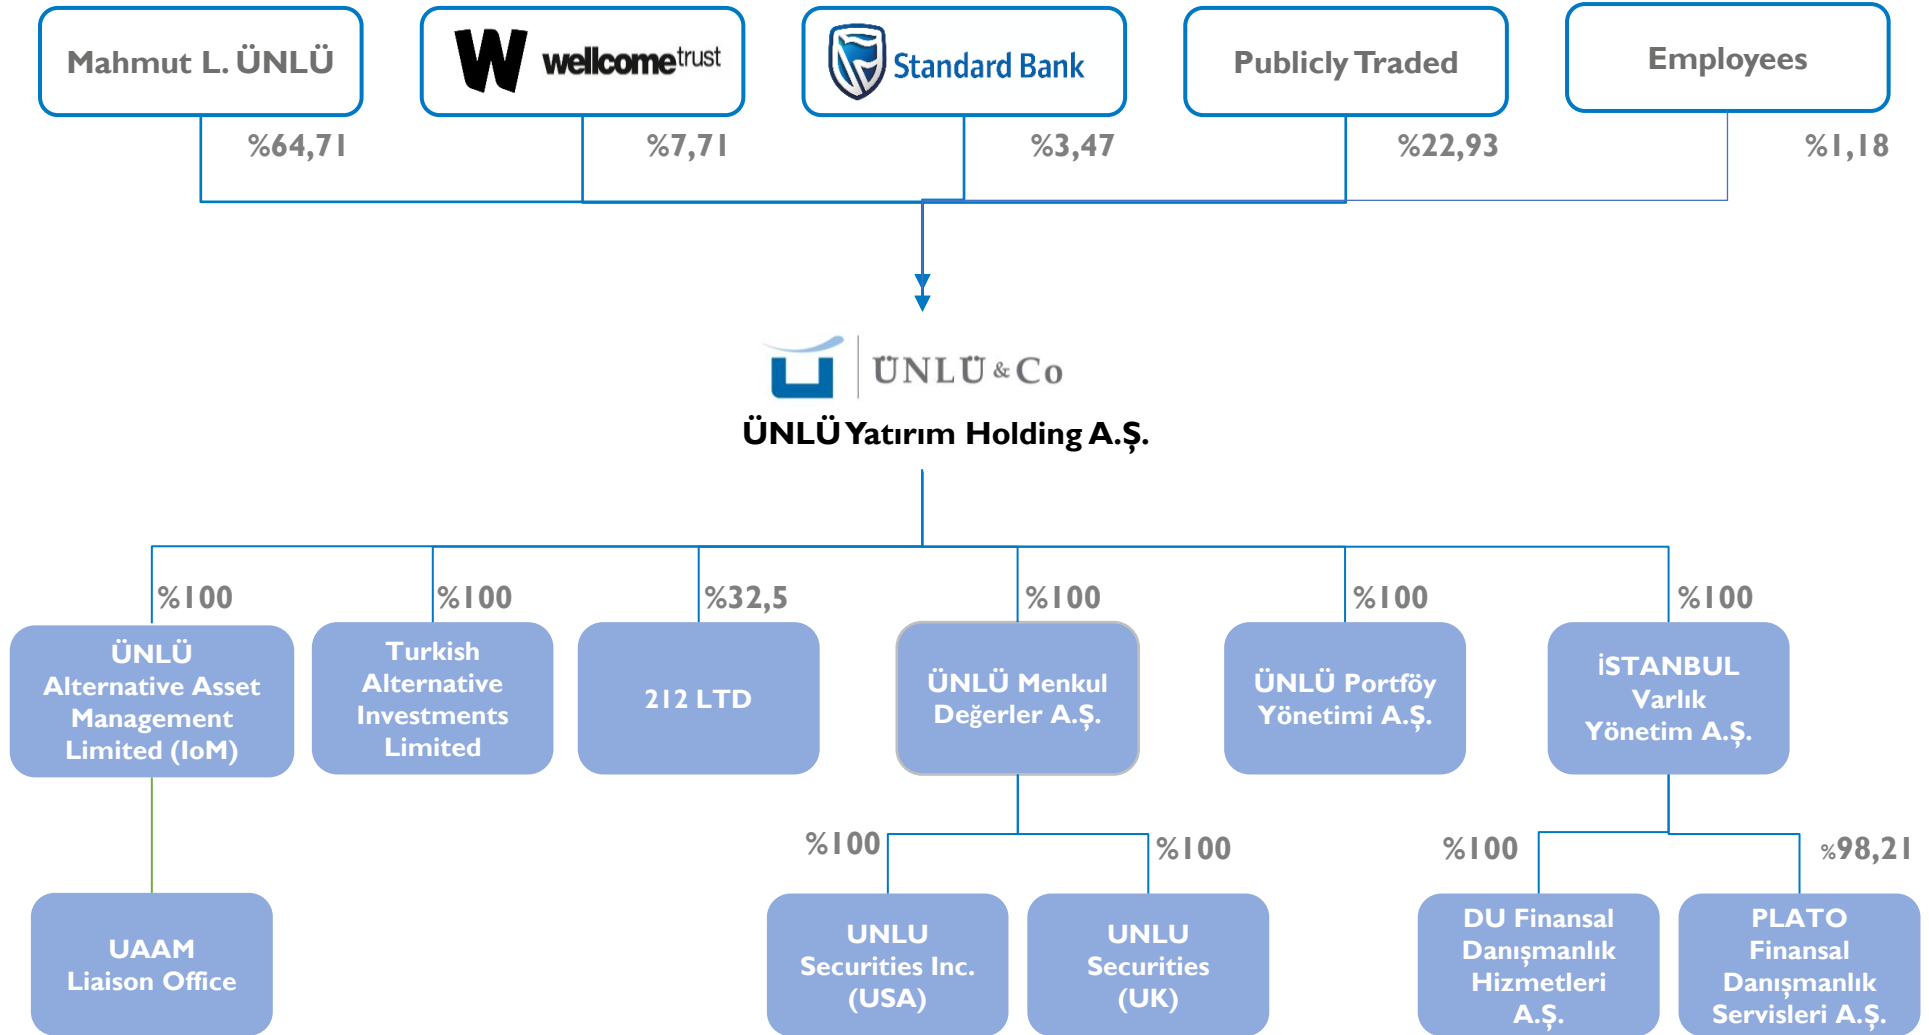 Mahmut L. ÜNLÜ
W wellcometrust
Standard Bank
Publicly Traded
Employees
%64,71
%7,71
%3,47
%22,93
%1,18
ÜNLÜ & Co
ÜNLÜ Yatırım Holding A.Ş.
%100
%100
%32,5
%100
%100
%100
ÜNLÜ
Alternative Asset
Management
Limited (IoM)
Turkish
Alternative
Investments
Limited
212 LTD
ÜNLÜ Menkul
Değerler A.Ş.
ÜNLÜ Portföy
Yönetimi A.Ş.
İSTANBUL
Varlık
Yönetim A.Ş.
%100
%100
%100
%98,21
UAAM
Liaison Office
UNLU
Securities Inc.
(USA)
UNLU
Securities
(UK)
DU Finansal
Danışmanlık
Hizmetleri
A.Ş.
PLATO
Finansal
Danışmanlık
Servisleri A.Ş.